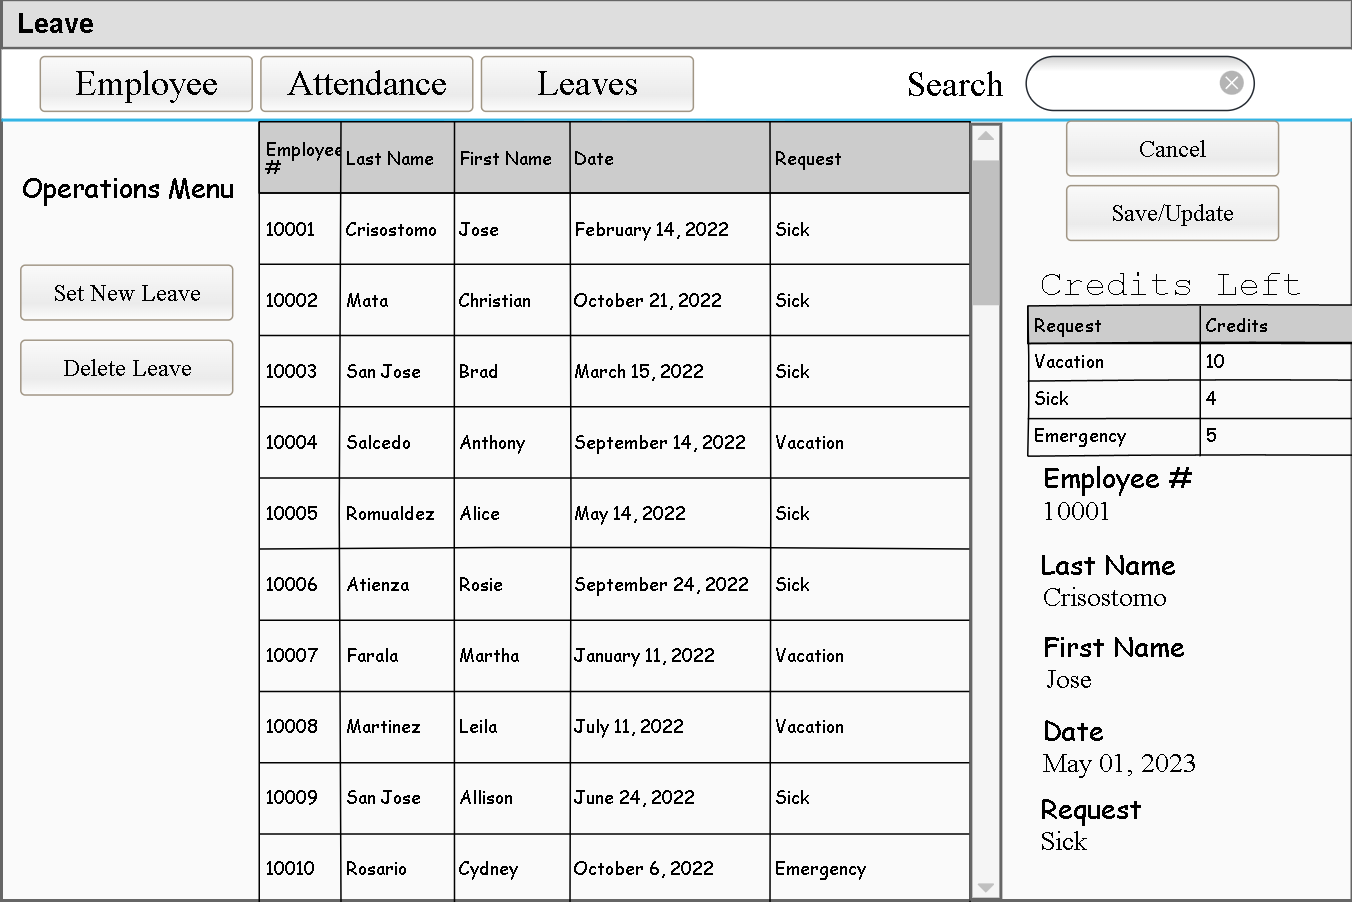 Leave
Employee Attendance Leaves Search
Operations Menu
Set New Leave
Delete Leave
Employee # Last Name First Name Date Request
10001 Crisostomo Jose February 14, 2022 Sick
10002 Mata Christian October 21, 2022 Sick
10003 San Jose Brad March 15, 2022 Sick
10004 Salcedo Anthony September 14, 2022 Vacation
10005 Romualdez Alice May 14, 2022 Sick
10006 Atienza Rosie September 24, 2022 Sick
10007 Farala Martha January 11, 2022 Vacation
10008 Martinez Leila July 11, 2022 Vacation
10009 San Jose Allison June 24, 2022 Sick
10010 Rosario Cydney October 6, 2022 Emergency
Cancel
Save/Update
Credits Left
Request Credits
Vacation 10
Sick 4
Emergency 5
Employee #
10001
Last Name
Crisostomo
First Name
Jose
Date
May 01, 2023
Request
Sick